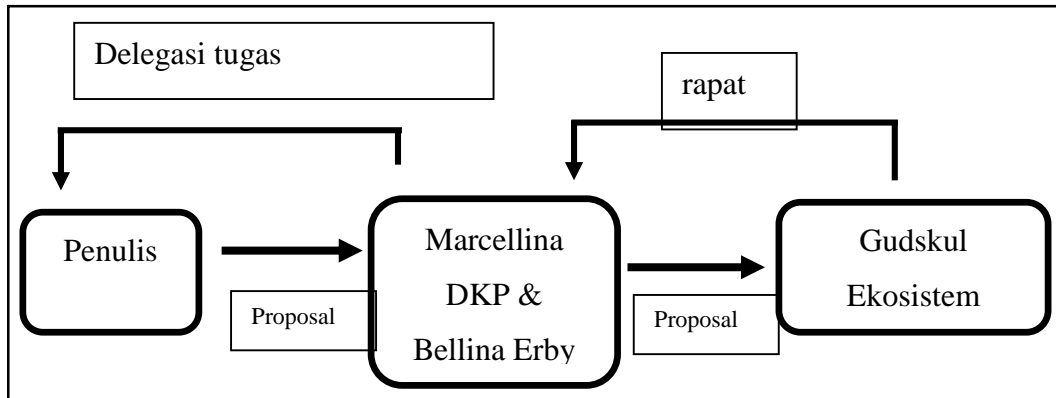 Delegasi tugas
rapat
Penulis
Marcellina
DKP &
Bellina Erby
Gudskul
Ekosistem
Proposal
Proposal